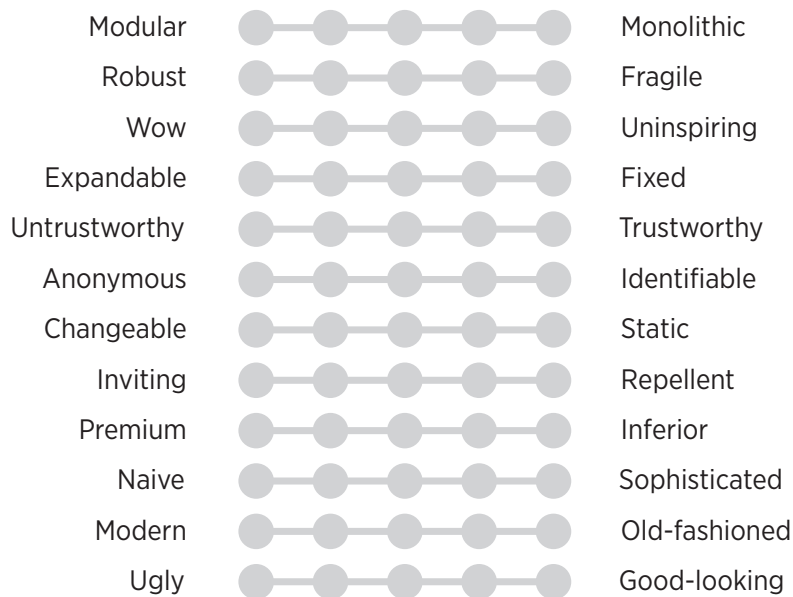 Modular Monolithic
Robust Fragile
Wow Uninspiring
Expandable Fixed
Untrustworthy Trustworthy
Anonymous Identifiable
Changeable Static
Inviting Repellent
Premium Inferior
Naive Sophisticated
Modern Old-fashioned
Ugly Good-looking